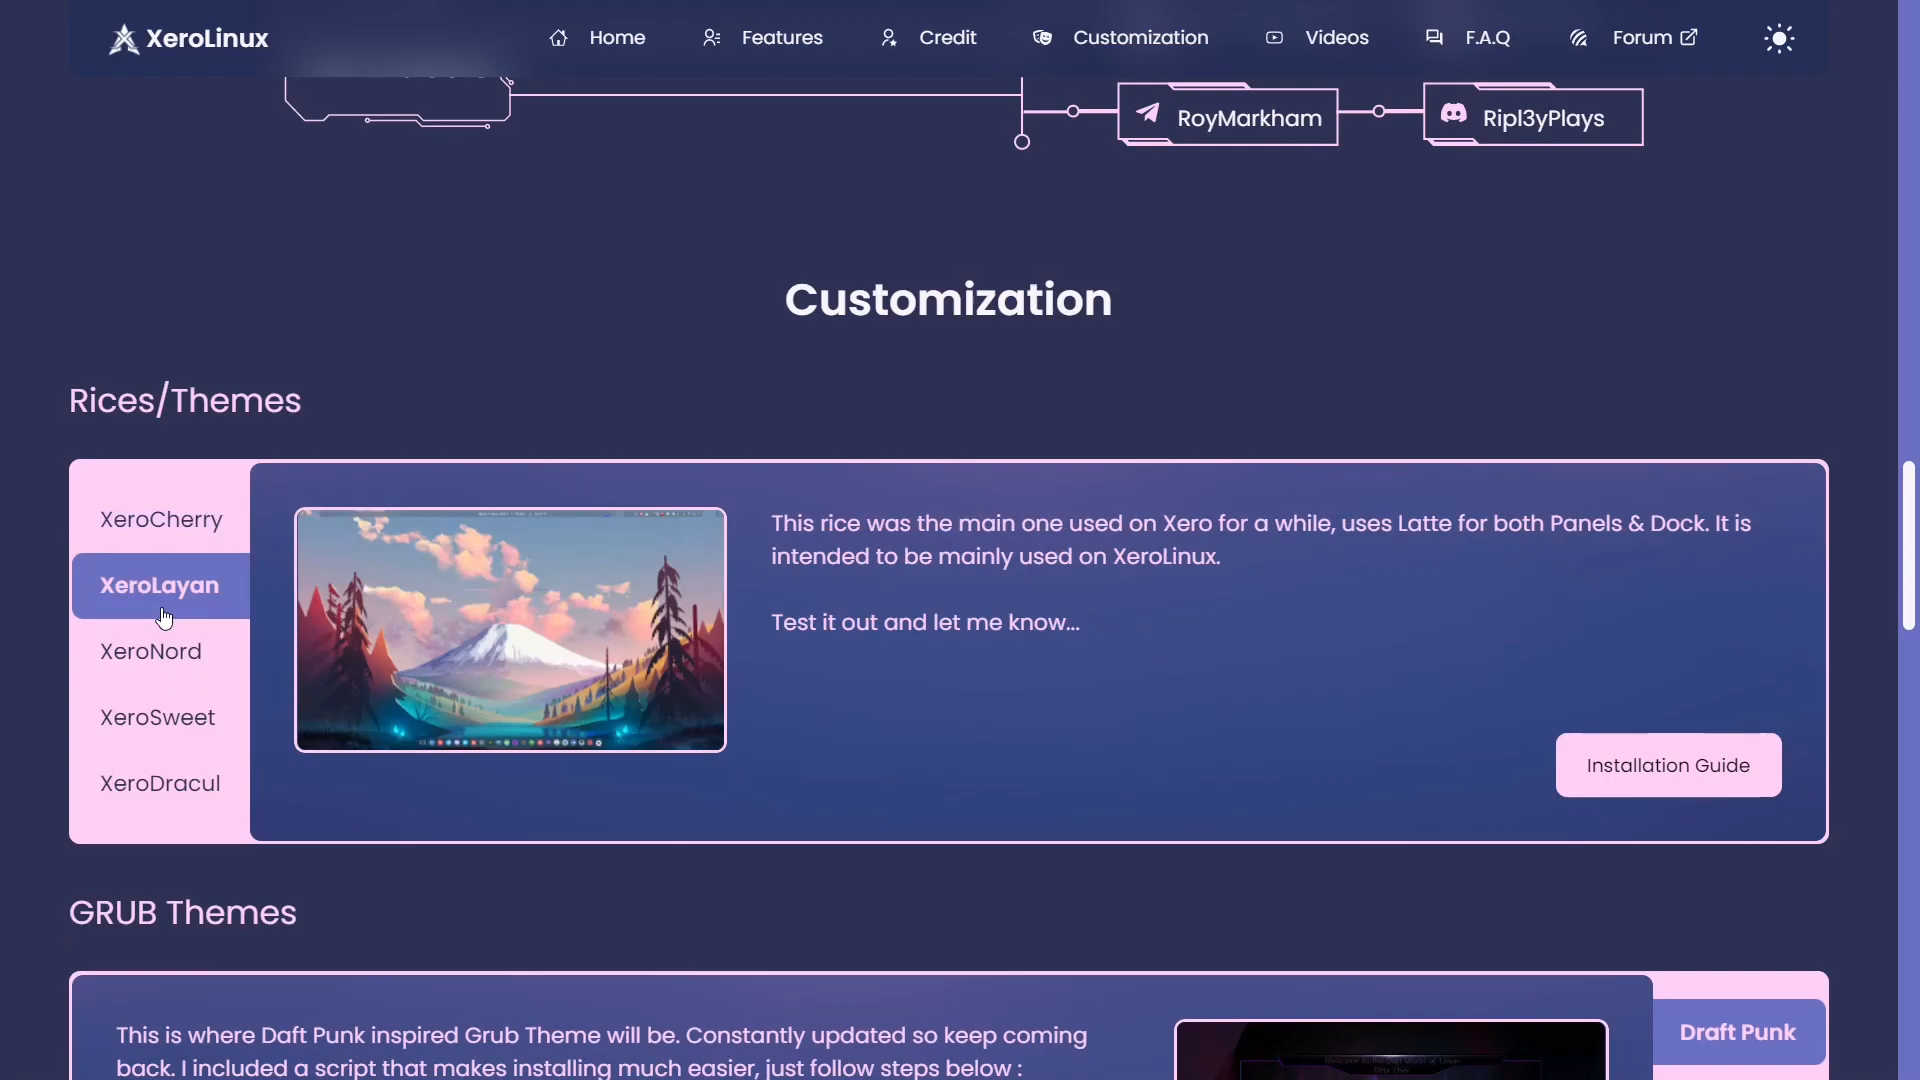 XeroLinux
Home
Features
Credit
Customization
Videos
F.A.Q
Forum
RoyMarkham
Ripl3yPlays
Customization
Rices/Themes
XeroCherry
XeroLayan
XeroNord
XeroSweet
XeroDracul
This rice was the main one used on Xero for a while, uses Latte for both Panels & Dock. It is
intended to be mainly used on XeroLinux.
Test it out and let me know...
Installation Guide
GRUB Themes
This is where Daft Punk inspired Grub Theme will be. Constantly updated so keep coming
back. I included a script that makes installing much easier, just follow steps below :
Draft Punk